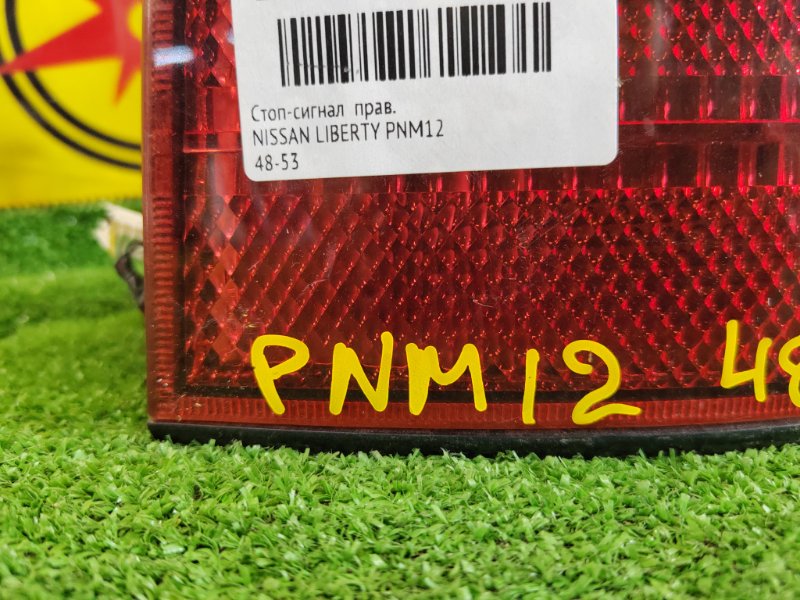 Стоп-сигнал прав.
NISSAN LIBERTY PNM12
48-53
PNM12 48